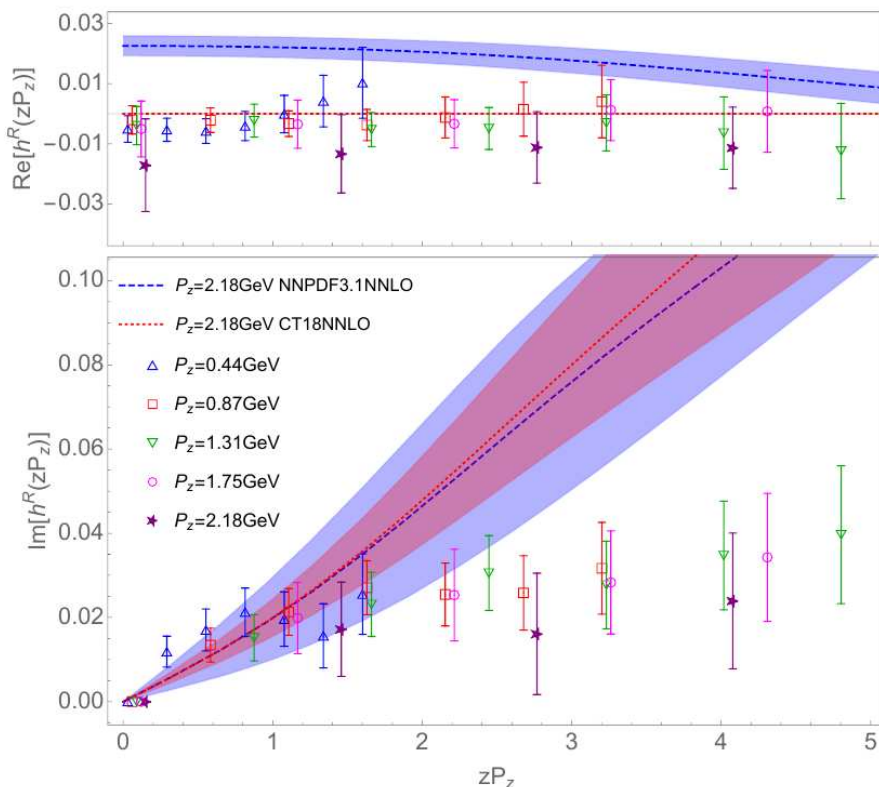 0.03
0.01
−0.01
−0.03
Re[h^R(zP_z)]
0.10
0.08
0.06
0.04
0.02
0.00
Im[h^R(zP_z)]
P_z=2.18GeV NNPDF3.1NNLO
P_z=2.18GeV CT18NNLO
P_z=0.44GeV
P_z=0.87GeV
P_z=1.31GeV
P_z=1.75GeV
P_z=2.18GeV
0 1 2 3 4 5
zP_z